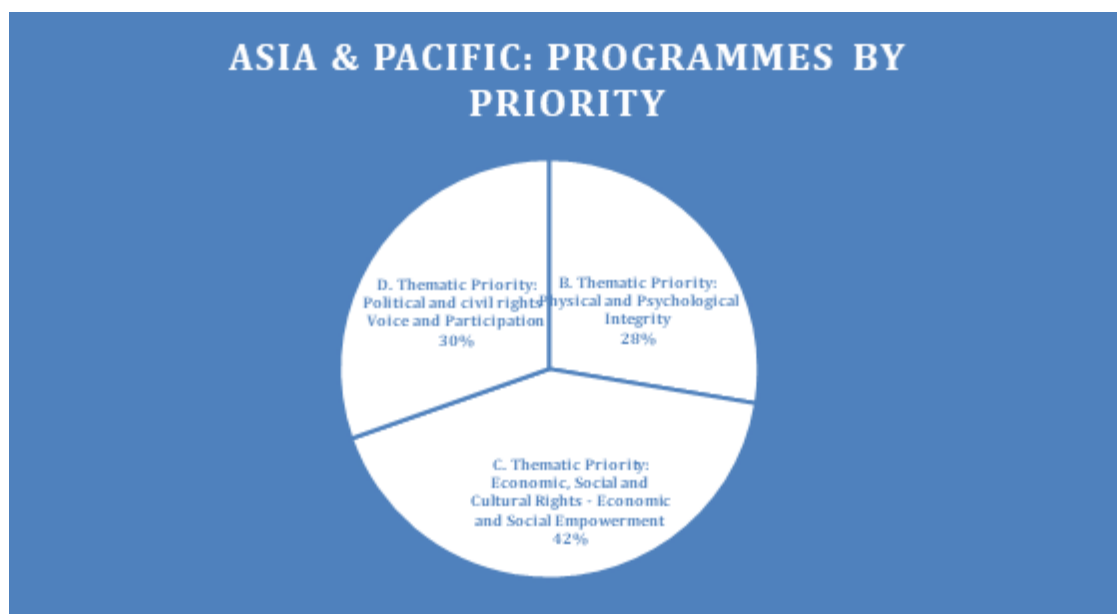 ASIA & PACIFIC: PROGRAMMES BY
PRIORITY
D. Thematic Priority:
Political and civil rights
Voice and Participation
30%
B. Thematic Priority:
Physical and Psychological
Integrity
28%
C. Thematic Priority:
Economic, Social and
Cultural Rights - Economic
and Social Empowerment
42%